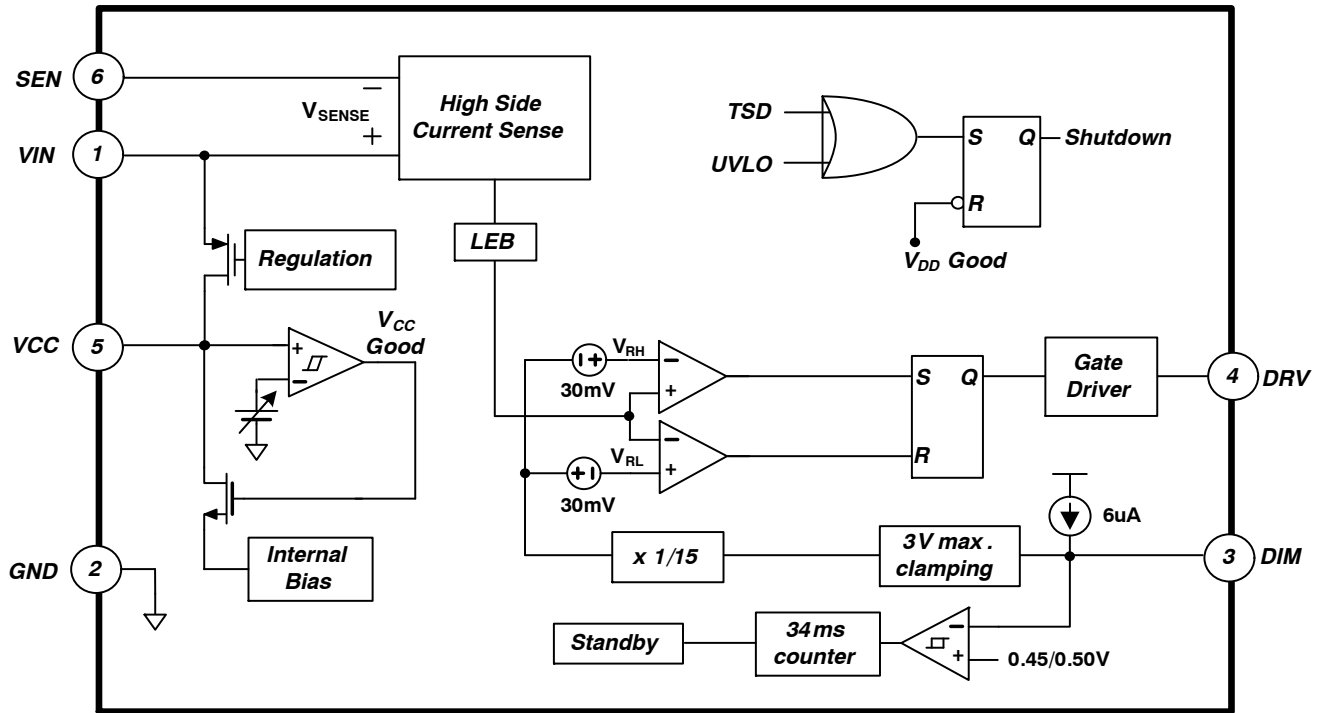 SEN 6
VSENSE
−
+
High Side
Current Sense
VIN 1
TSD
UVLO
S Q
R
Shutdown
VDD Good
LEB
Regulation
VCC 5
VCC
Good
+
−
VRH
30mV
−
+
VRL
30mV
−
+
S Q
R
Gate
Driver
4 DRV
6uA
GND 2
Internal
Bias
x 1/15
3V max.
clamping
3 DIM
Standby
34ms
counter
−
+
0.45/0.50V